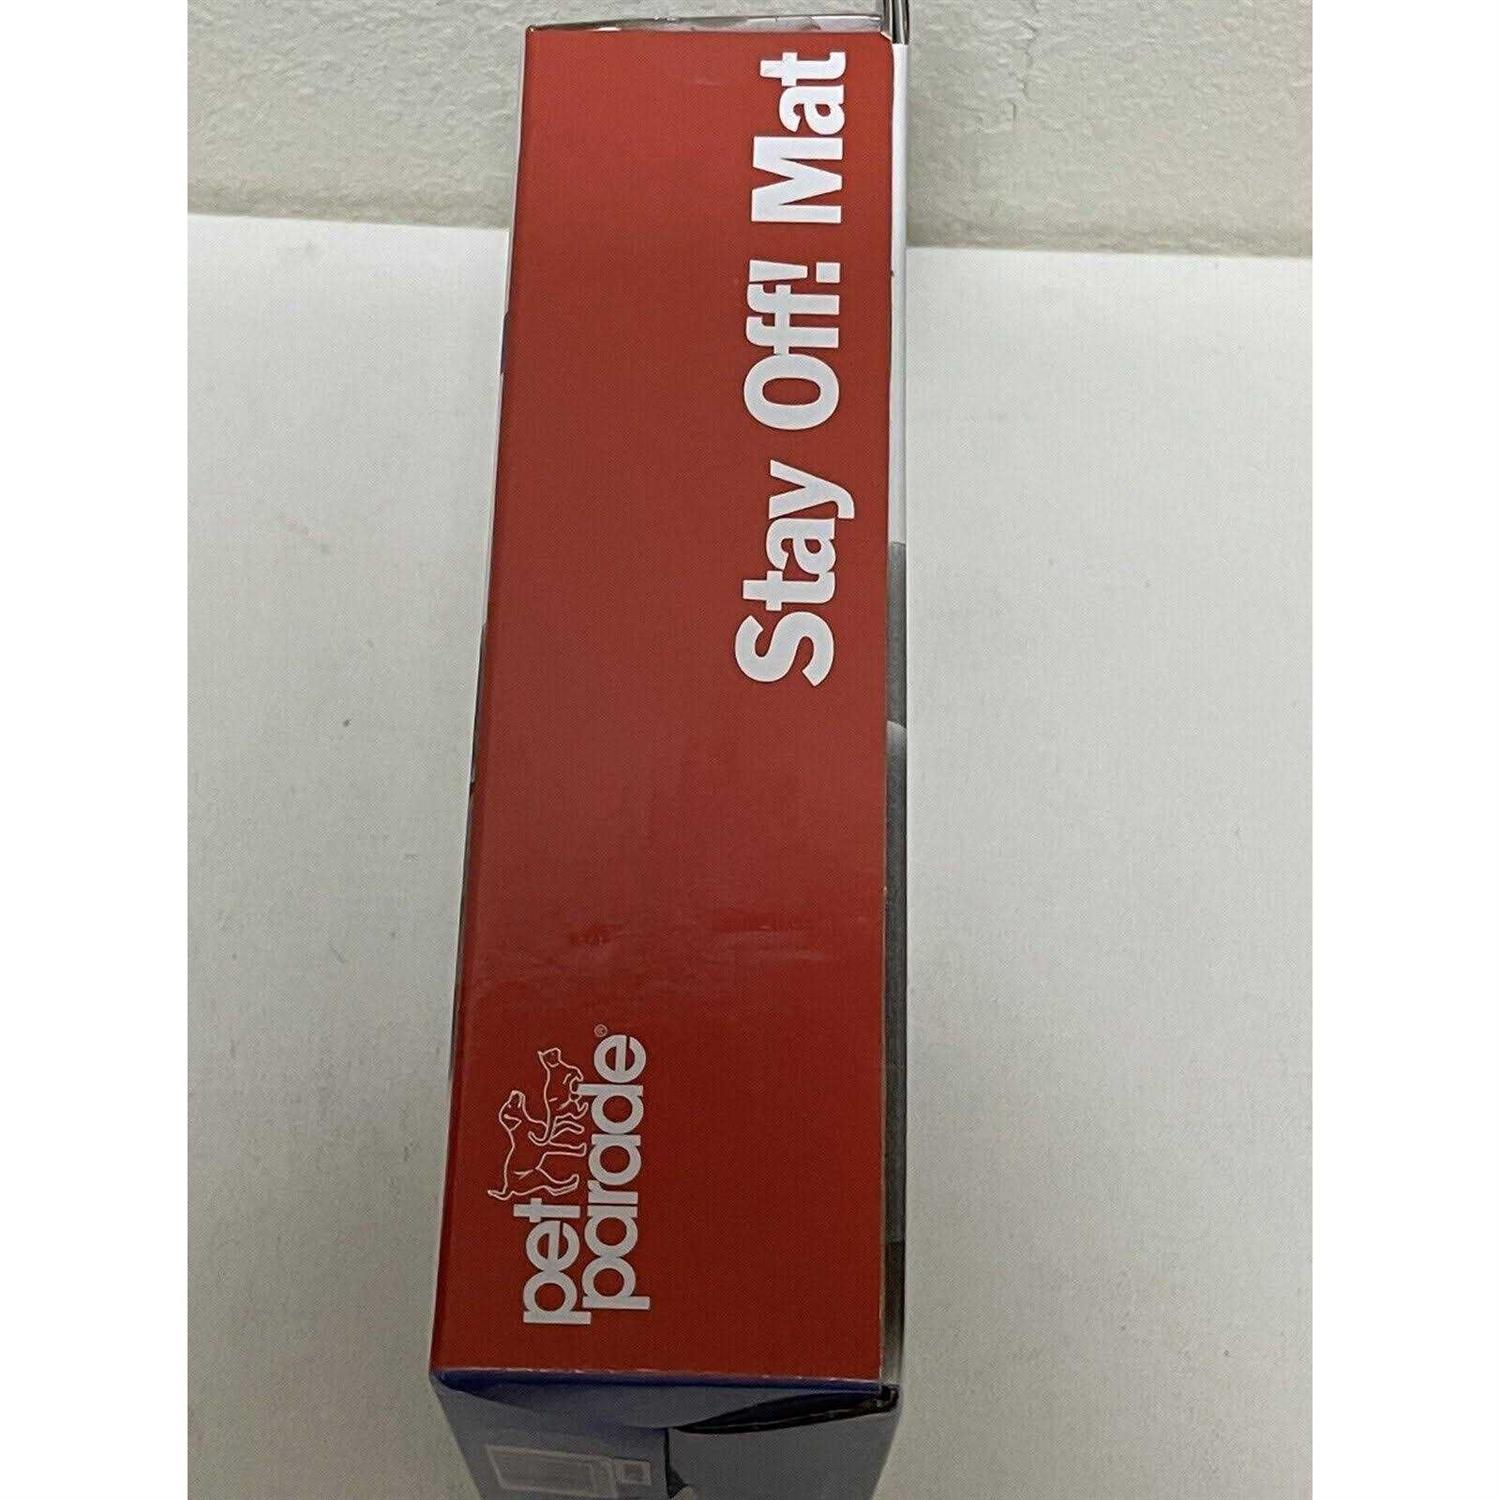 Stay Off! Mat
pet
parade®